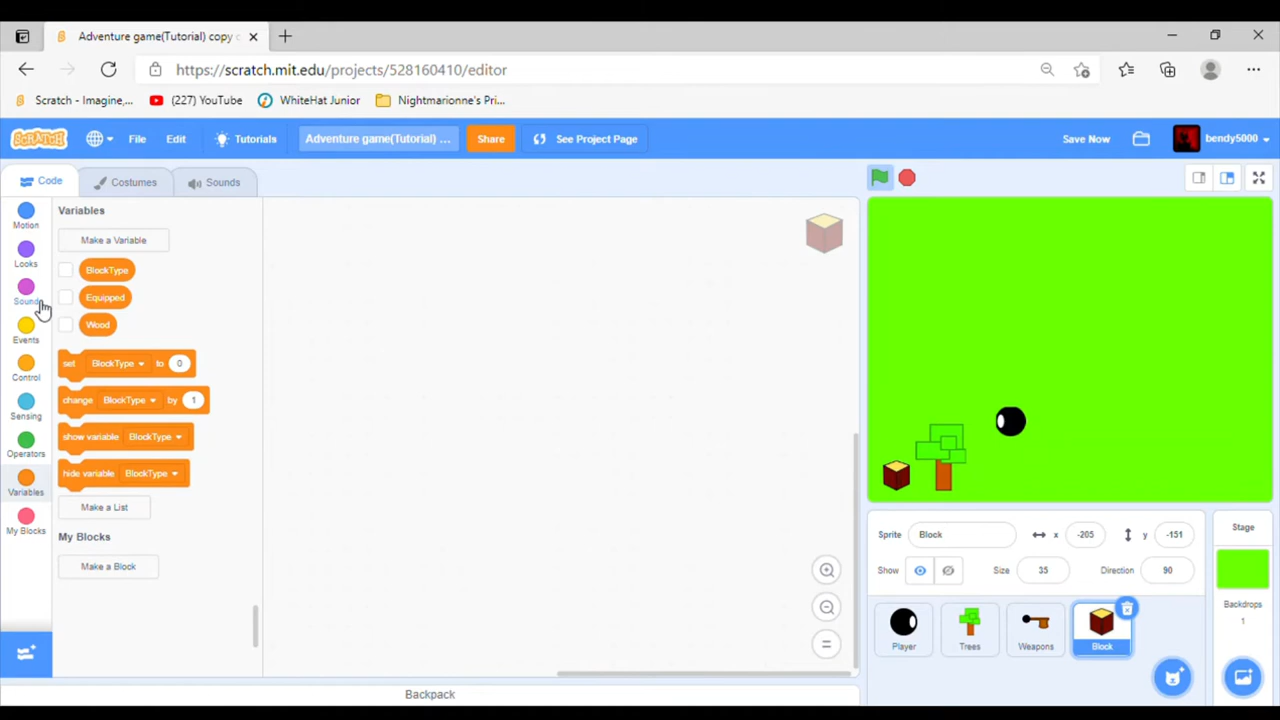 Adventure game(Tutorial) copy
https://scratch.mit.edu/projects/528160410/editor
Scratch - Imagine,... (227) YouTube WhiteHat Junior Nightmarionne's Pri...
SCRATCH File Edit Tutorials Adventure game(Tutorial) ... Share See Project Page Save Now bendy5000
Code Costumes Sounds
Motion
Looks
Sound
Events
Control
Sensing
Operators
Variables
My Blocks
Variables
Make a Variable
BlockType
Equipped
Wood
set BlockType to 0
change BlockType by 1
show variable BlockType
hide variable BlockType
Make a List
My Blocks
Make a Block
Backpack
Sprite Block x -205 y -151
Show Size 35 Direction 90
Player Trees Weapons Block
Stage
Backdrops
1